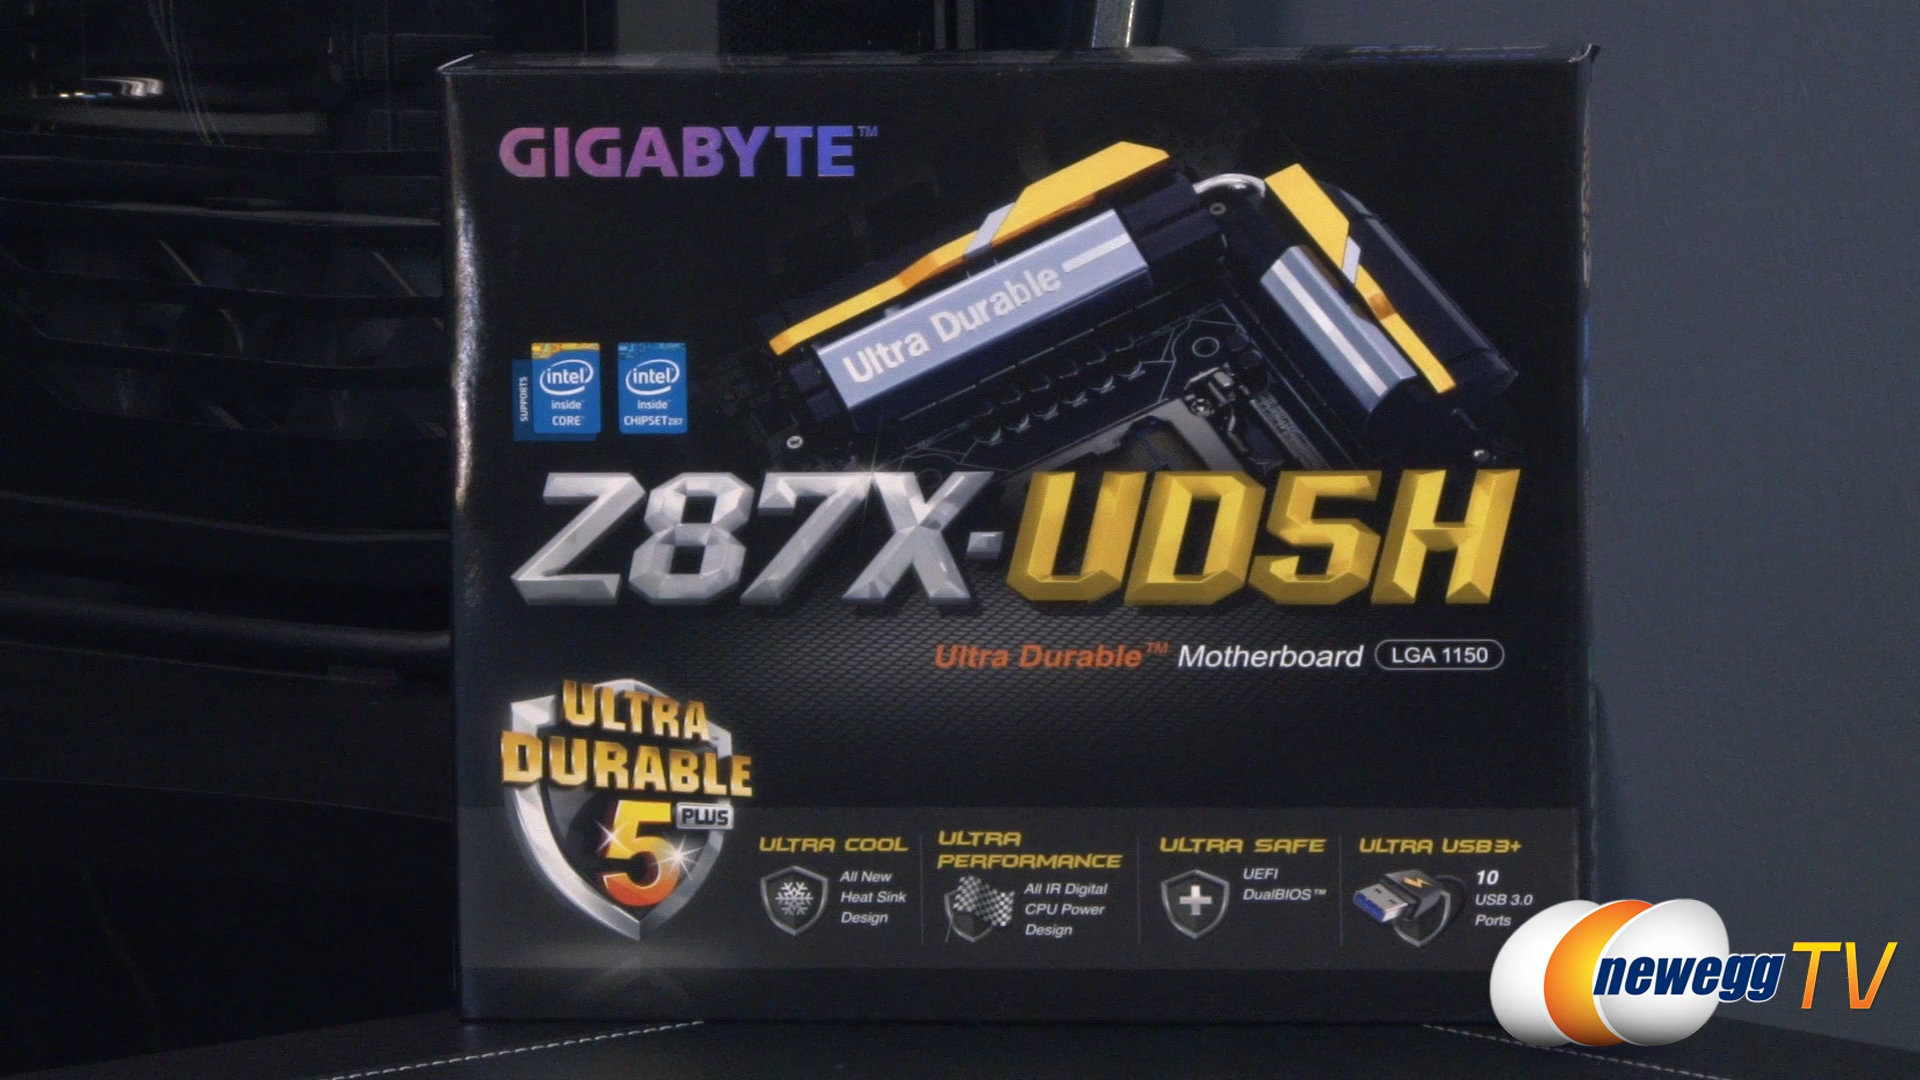 GIGABYTE™
Ultra Durable
SUPPORTS
intel
inside
CORE
intel
inside
CHIPSET Z87
Z87X-UD5H
Ultra Durable™ Motherboard LGA 1150
ULTRA
DURABLE
5 PLUS
ULTRA COOL
All New
Heat Sink
Design
ULTRA
PERFORMANCE
All IR Digital
CPU Power
Design
ULTRA SAFE
UEFI
DualBIOS™
ULTRA USB3+
10
USB 3.0
Ports
newegg TV